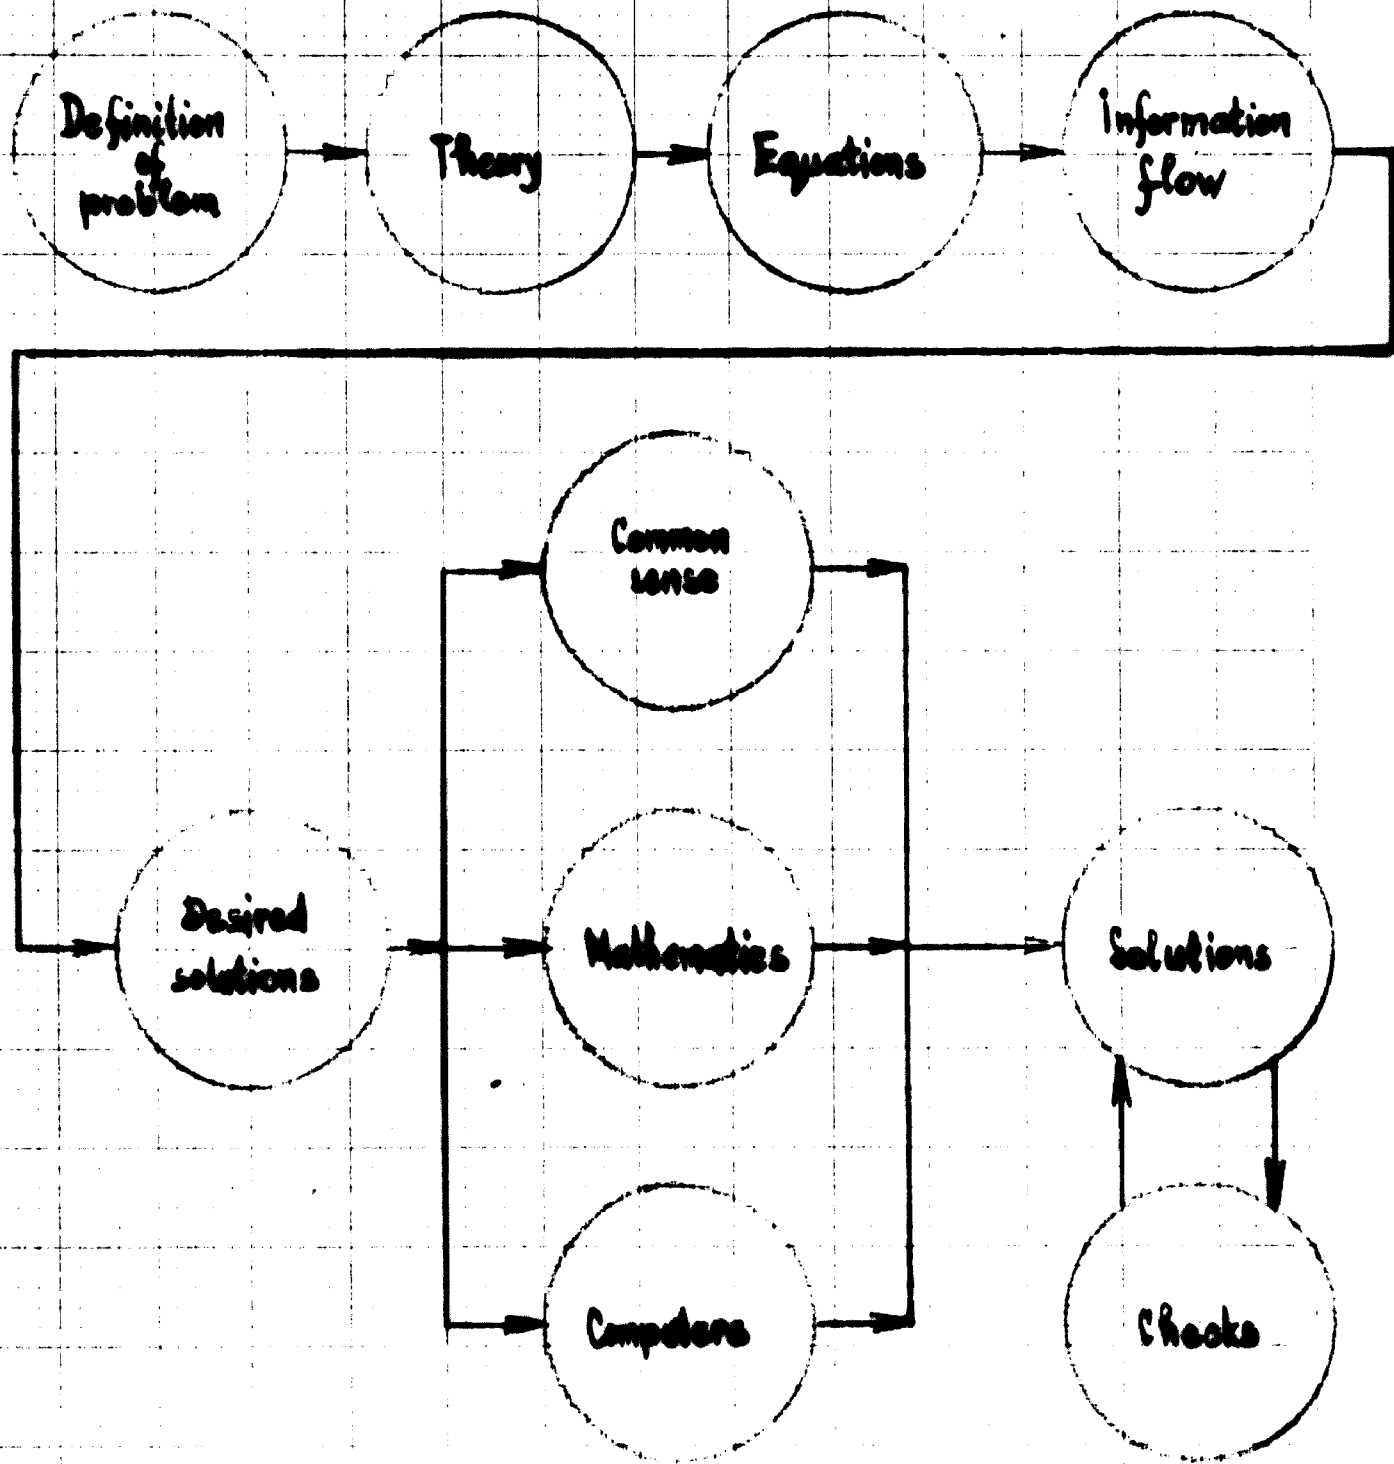 Definition
of
problem
Theory
Equations
Information
flow
Common
sense
Desired
solutions
Mathematics
Solutions
Computers
Checks